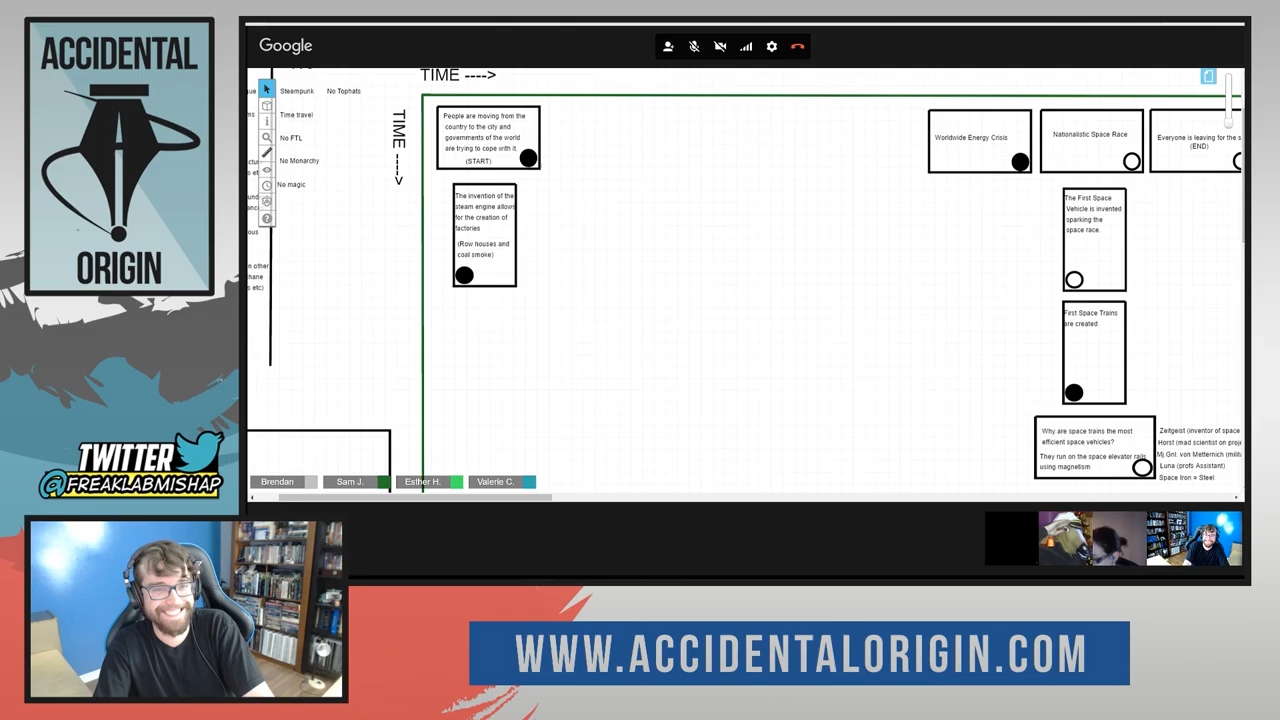 ACCIDENTAL
ORIGIN
TWITTER
@FREAKLABMISHAP
Google
TIME ---->
TIME ---->
Steampunk
No Tophats
Time travel
No FTL
No Monarchy
No magic
etc)
People are moving from the
country to the city and
governments of the world
are trying to cope with it.
(START)
The invention of the
steam engine allows
for the creation of
factories
(Row houses and
coal smoke)
Worldwide Energy Crisis
Nationalistic Space Race
Everyone is leaving for the s
(END)
The First Space
Vehicle is invented
sparking the
space race.
First Space Trains
are created
Why are space trains the most
efficient space vehicles?
They run on the space elevator rails
using magnetism
Zeitgeist (inventor of space
Horst (mad scientist on proje
Mj.Gnl. von Metternich (milit
Luna (profs Assistant)
Space Iron = Steel
Brendan
Sam J.
Esther H.
Valerie C.
WWW.ACCIDENTALORIGIN.COM